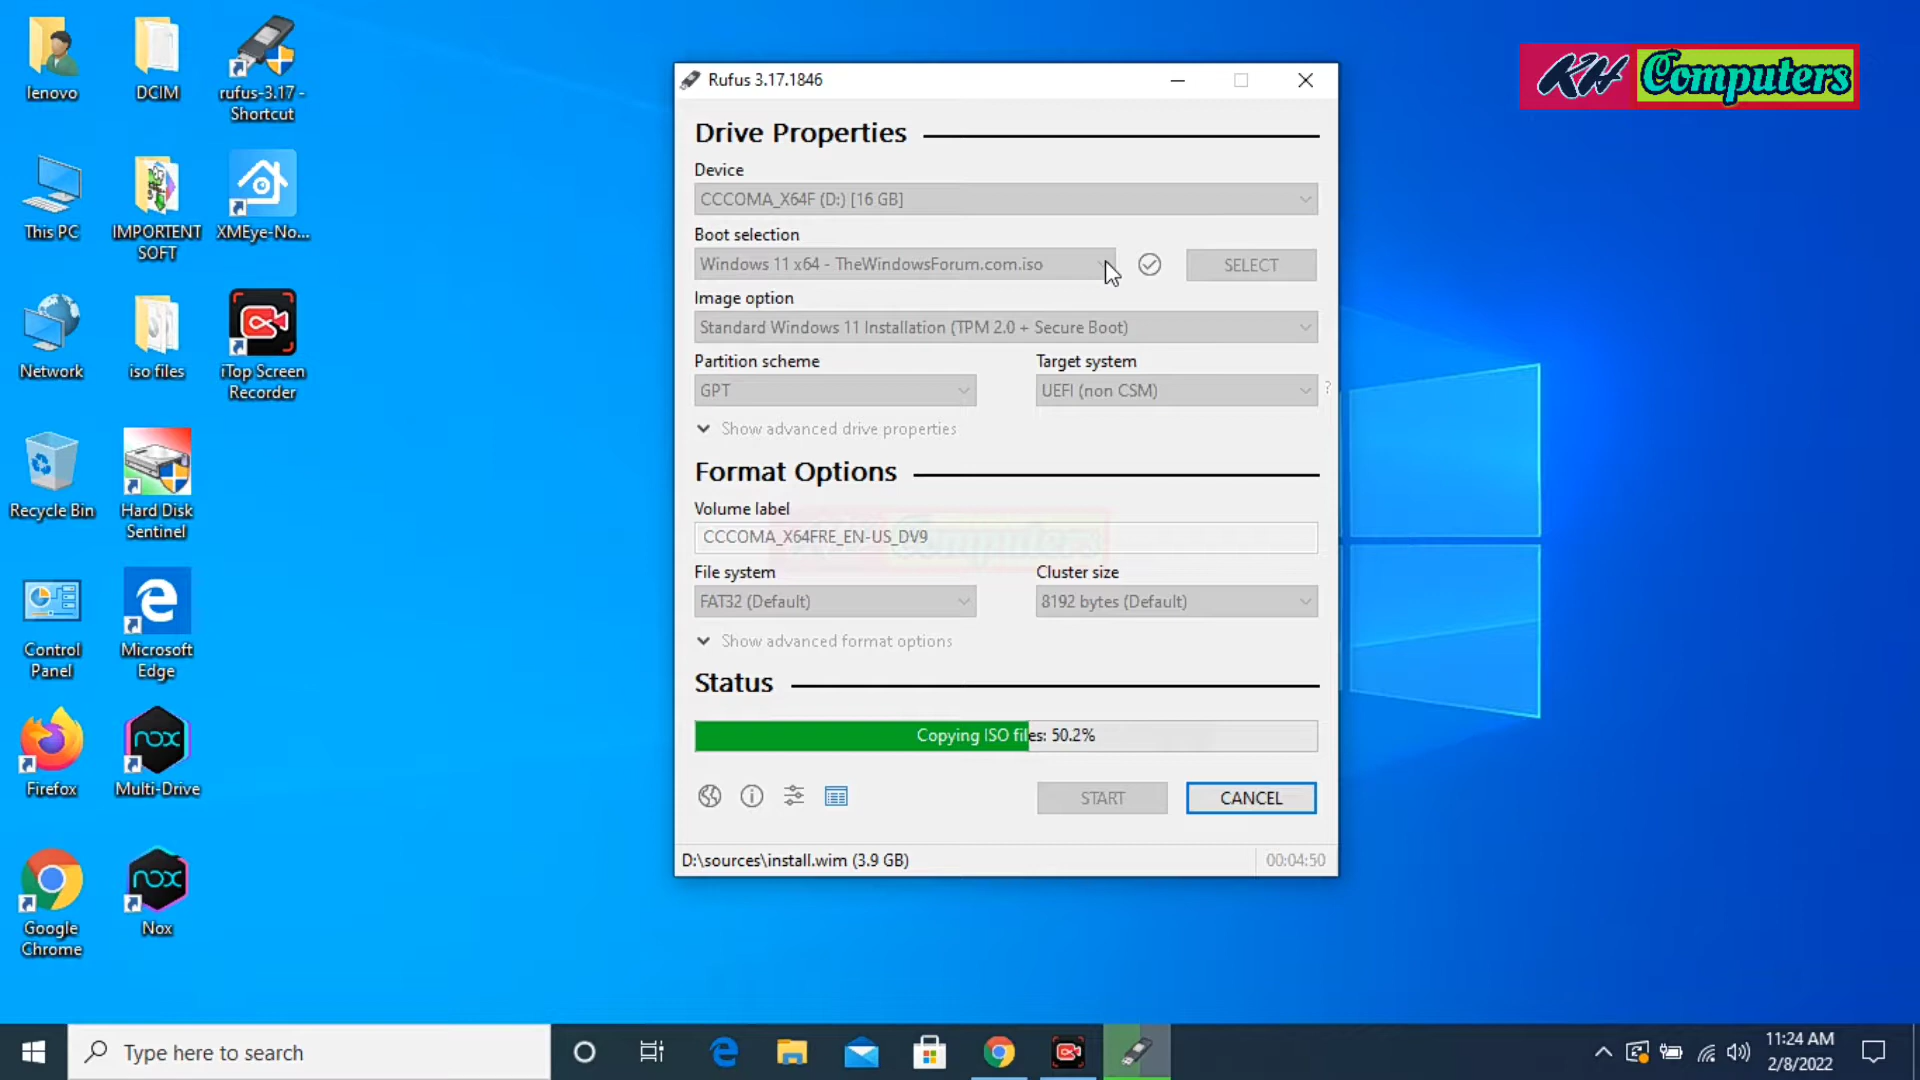 lenovo
DCIM
rufus-3.17 -
Shortcut
This PC
IMPORTENT
SOFT
XMEye-No...
Network
iso files
iTop Screen
Recorder
Recycle Bin
Hard Disk
Sentinel
Control
Panel
Microsoft
Edge
Firefox
nox
Multi-Drive
Google
Chrome
nox
Nox
KH Computers
Rufus 3.17.1846
Drive Properties
Device
CCCOMA_X64F (D:) [16 GB]
Boot selection
Windows 11 x64 - TheWindowsForum.com.iso
SELECT
Image option
Standard Windows 11 Installation (TPM 2.0 + Secure Boot)
Partition scheme
Target system
GPT
UEFI (non CSM)
?
Show advanced drive properties
Format Options
Volume label
CCCOMA_X64FRE_EN-US_DV9
Computers
File system
Cluster size
FAT32 (Default)
8192 bytes (Default)
Show advanced format options
Status
Copying ISO files: 50.2%
START
CANCEL
D:\sources\install.wim (3.9 GB)
00:04:50
Type here to search
11:24 AM
2/8/2022